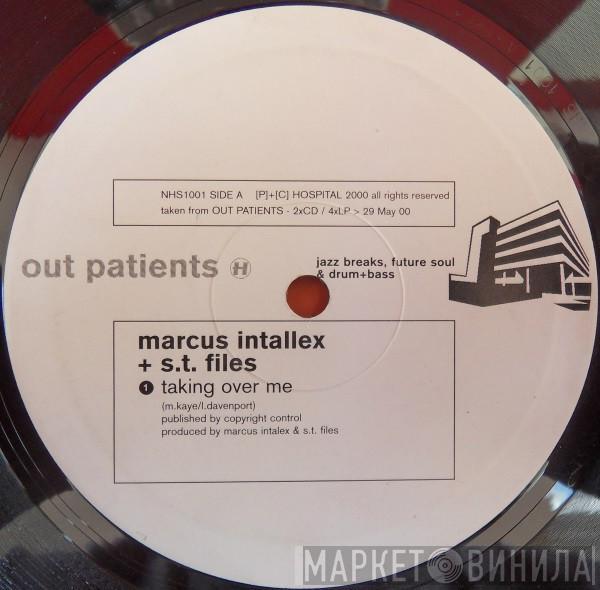 NHS1001 SIDE A [P]+[C] HOSPITAL 2000 all rights reserved
taken from OUT PATIENTS - 2xCD / 4xLP > 29 May 00
out patients H
jazz breaks, future soul
& drum+bass
marcus intallex
+ s.t. files
1 taking over me
(m.kaye/l.davenport)
published by copyright control
produced by marcus intalex & s.t. files
МАРКЕТ ВИНИЛА